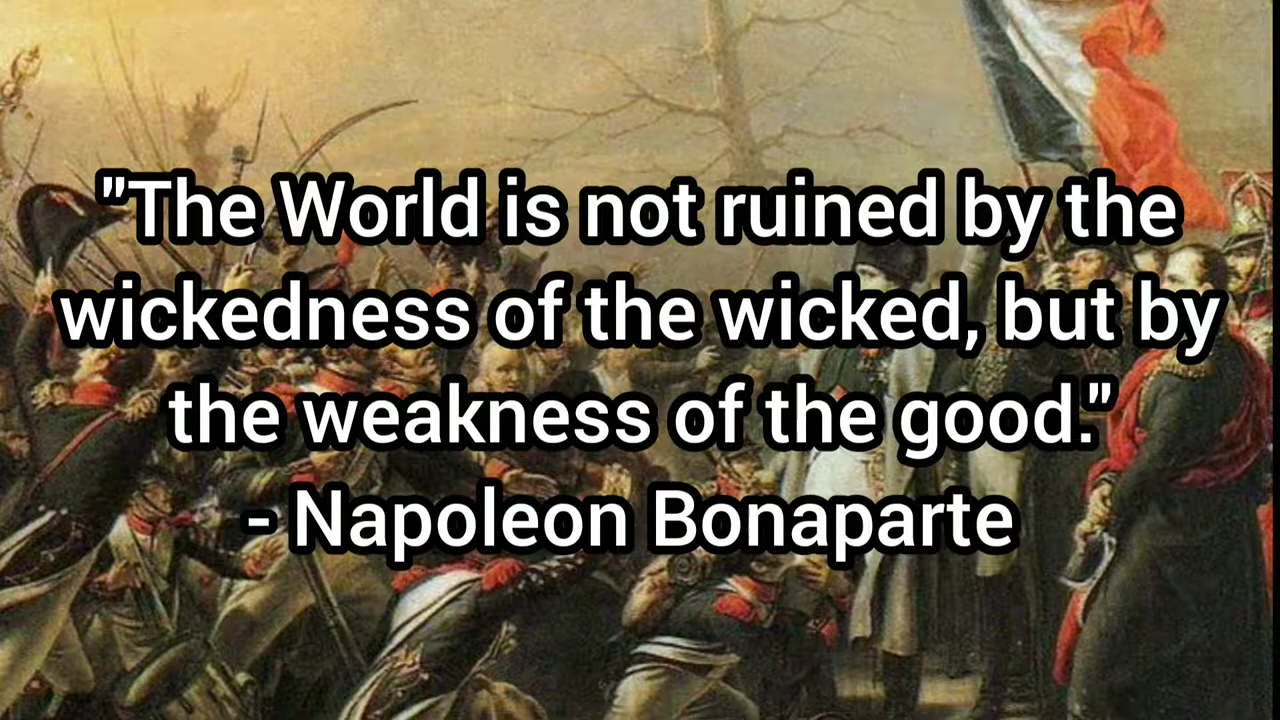 "The World is not ruined by the
wickedness of the wicked, but by
the weakness of the good."
- Napoleon Bonaparte